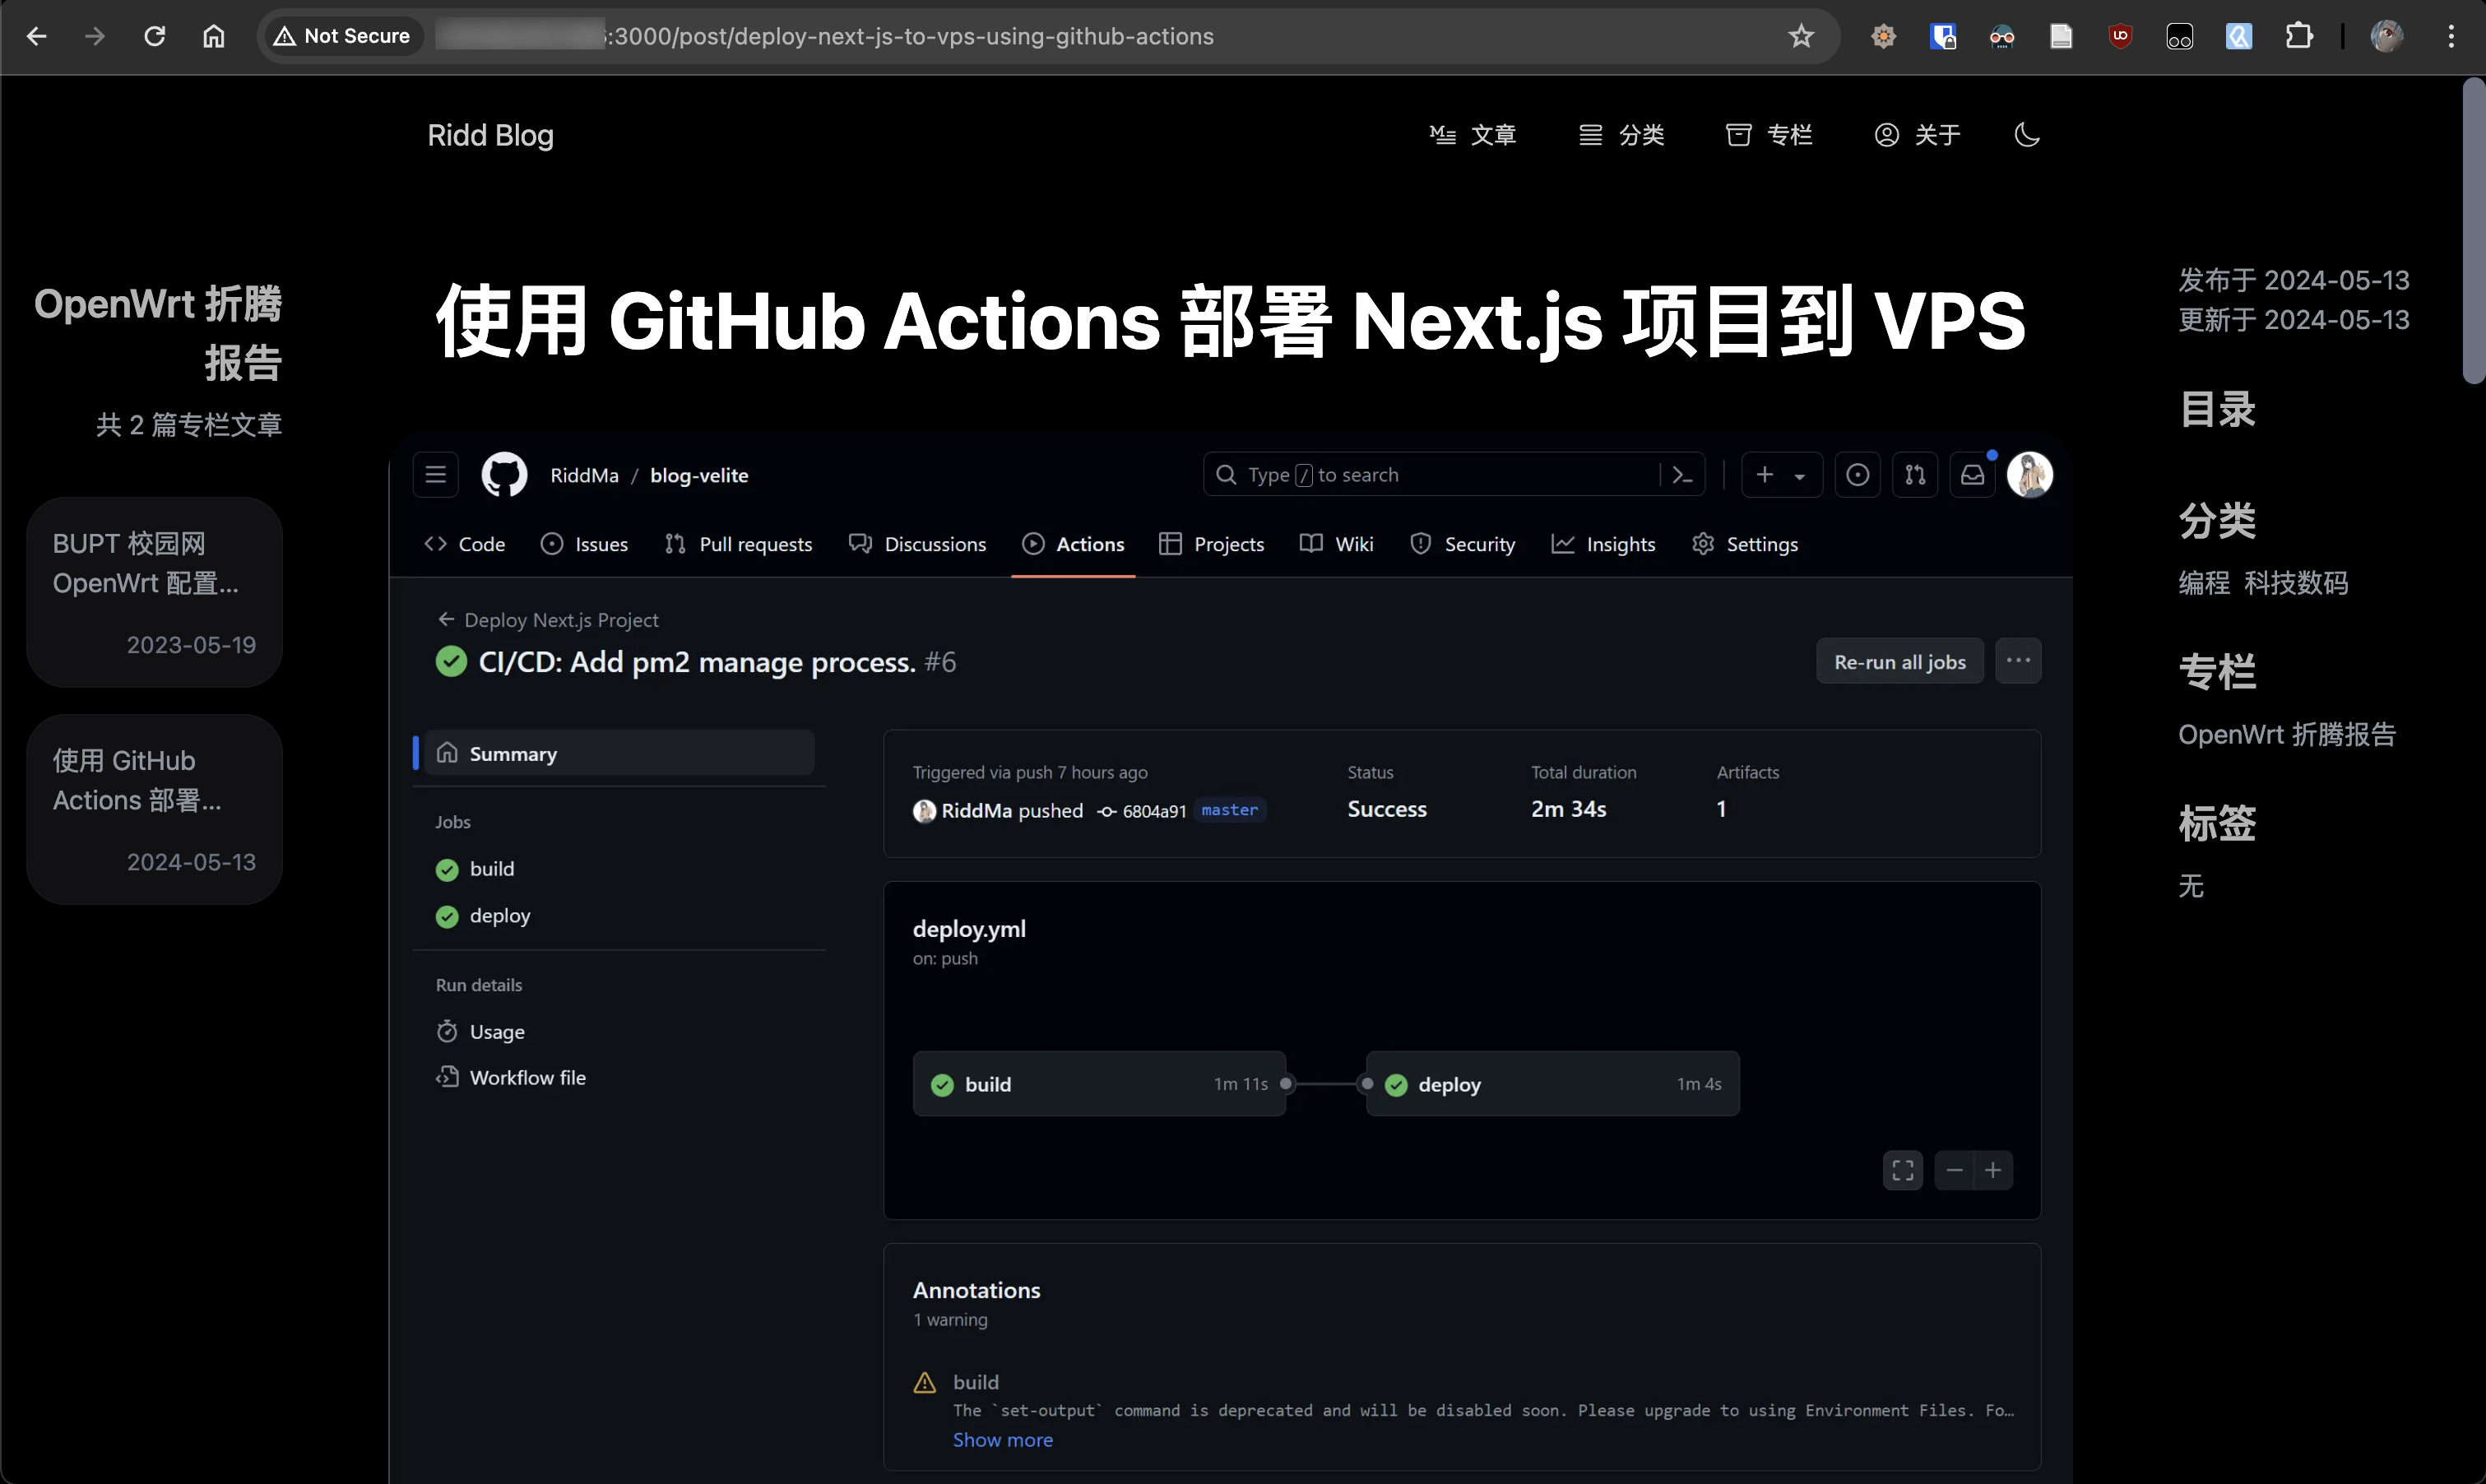 Not Secure
:3000/post/deploy-next-js-to-vps-using-github-actions
Ridd Blog
文章
分类
专栏
关于
OpenWrt 折腾
报告
共 2 篇专栏文章
BUPT 校园网
OpenWrt 配置...
2023-05-19
使用 GitHub
Actions 部署...
2024-05-13
使用 GitHub Actions 部署 Next.js 项目到 VPS
RiddMa / blog-velite
Type / to search
Code
Issues
Pull requests
Discussions
Actions
Projects
Wiki
Security
Insights
Settings
Deploy Next.js Project
CI/CD: Add pm2 manage process. #6
Re-run all jobs
Summary
Jobs
build
deploy
Run details
Usage
Workflow file
Triggered via push 7 hours ago
RiddMa pushed 6804a91 master
Status
Success
Total duration
2m 34s
Artifacts
1
deploy.yml
on: push
build 1m 11s
deploy 1m 4s
Annotations
1 warning
build
The `set-output` command is deprecated and will be disabled soon. Please upgrade to using Environment Files. Fo…
Show more
发布于 2024-05-13
更新于 2024-05-13
目录
分类
编程 科技数码
专栏
OpenWrt 折腾报告
标签
无